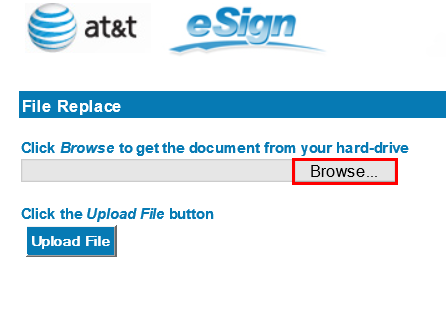 at&t eSign
File Replace
Click Browse to get the document from your hard-drive
Browse...
Click the Upload File button
Upload File